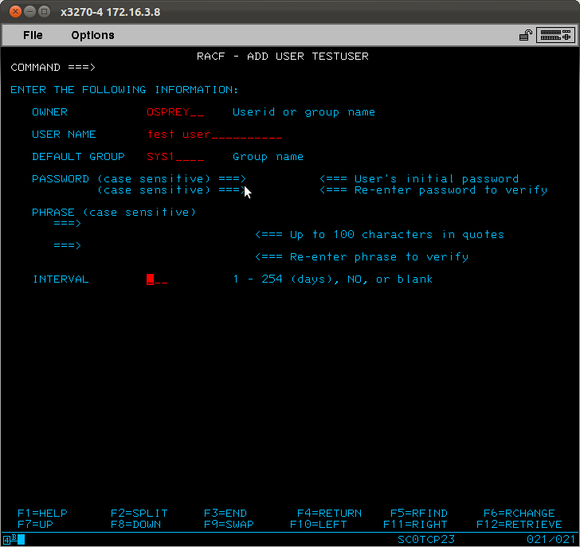 x3270-4 172.16.3.8
File Options
RACF - ADD USER TESTUSER
COMMAND ===>
ENTER THE FOLLOWING INFORMATION:
OWNER OSPREY__ Userid or group name
USER NAME test user___________
DEFAULT GROUP SYS1____ Group name
PASSWORD (case sensitive) ===> <=== User's initial password
(case sensitive) ===> <=== Re-enter password to verify
PHRASE (case sensitive)
===>
<=== Up to 100 characters in quotes
===>
<=== Re-enter phrase to verify
INTERVAL ___ 1 - 254 (days), NO, or blank
F1=HELP F2=SPLIT F3=END F4=RETURN F5=RFIND F6=RCHANGE
F7=UP F8=DOWN F9=SWAP F10=LEFT F11=RIGHT F12=RETRIEVE
4B SC0TCP23 021/021